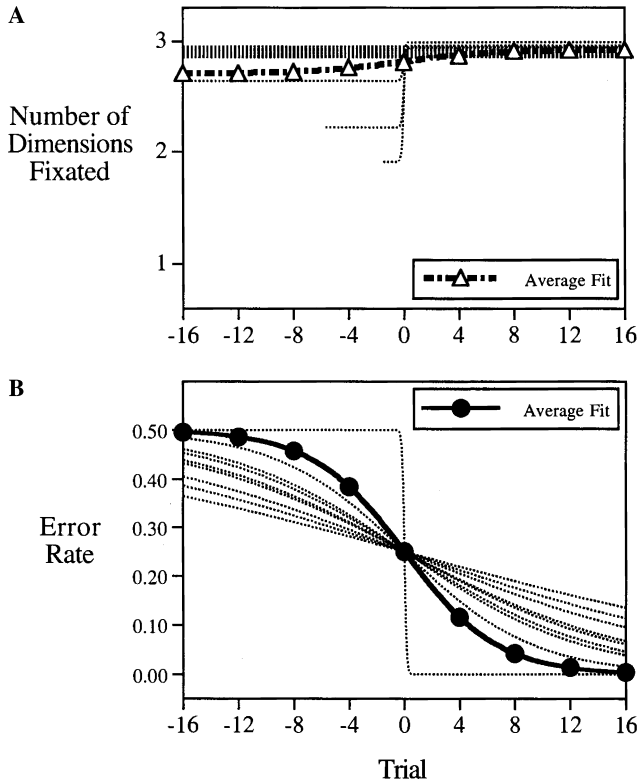 A
3
Number of
Dimensions
Fixated
2
1
Average Fit
-16 -12 -8 -4 0 4 8 12 16
B
Average Fit
0.50
0.40
0.30
Error
Rate
0.20
0.10
0.00
-16 -12 -8 -4 0 4 8 12 16
Trial